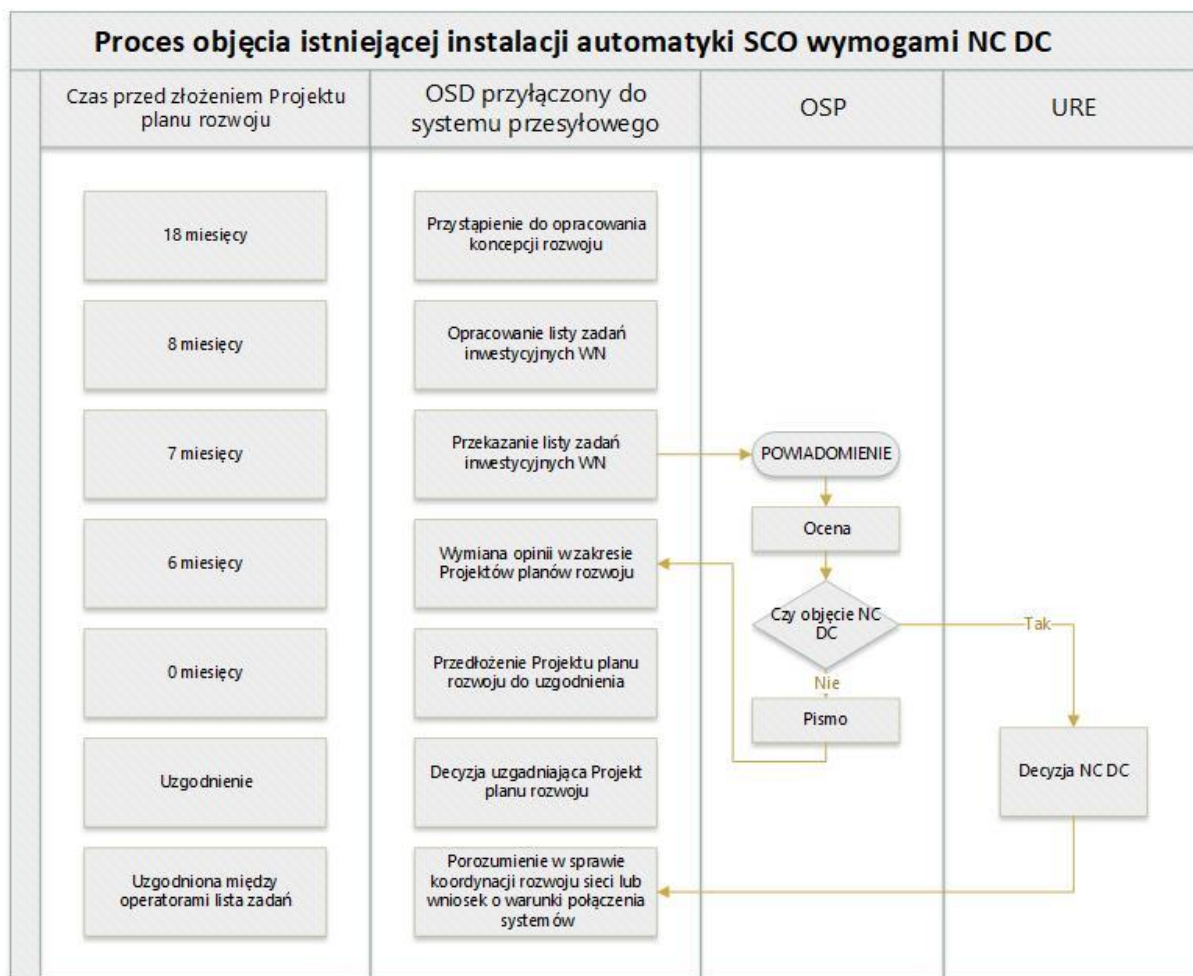 Proces objęcia istniejącej instalacji automatyki SCO wymogami NC DC
Czas przed złożeniem Projektu
planu rozwoju
OSD przyłączony do
systemu przesyłowego
OSP
URE
18 miesięcy
Przystąpienie do opracowania
koncepcji rozwoju
8 miesięcy
Opracowanie listy zadań
inwestycyjnych WN
7 miesięcy
Przekazanie listy zadań
inwestycyjnych WN
POWIADOMIENIE
Ocena
6 miesięcy
Wymiana opinii w zakresie
Projektów planów rozwoju
Czy objęcie NC
DC
Tak
Nie
0 miesięcy
Przedłożenie Projektu planu
rozwoju do uzgodnienia
Pismo
Uzgodnienie
Decyzja uzgadniająca Projekt
planu rozwoju
Decyzja NC DC
Uzgodniona między
operatorami lista zadań
Porozumienie w sprawie
koordynacji rozwoju sieci lub
wniosek o warunki połączenia
systemów